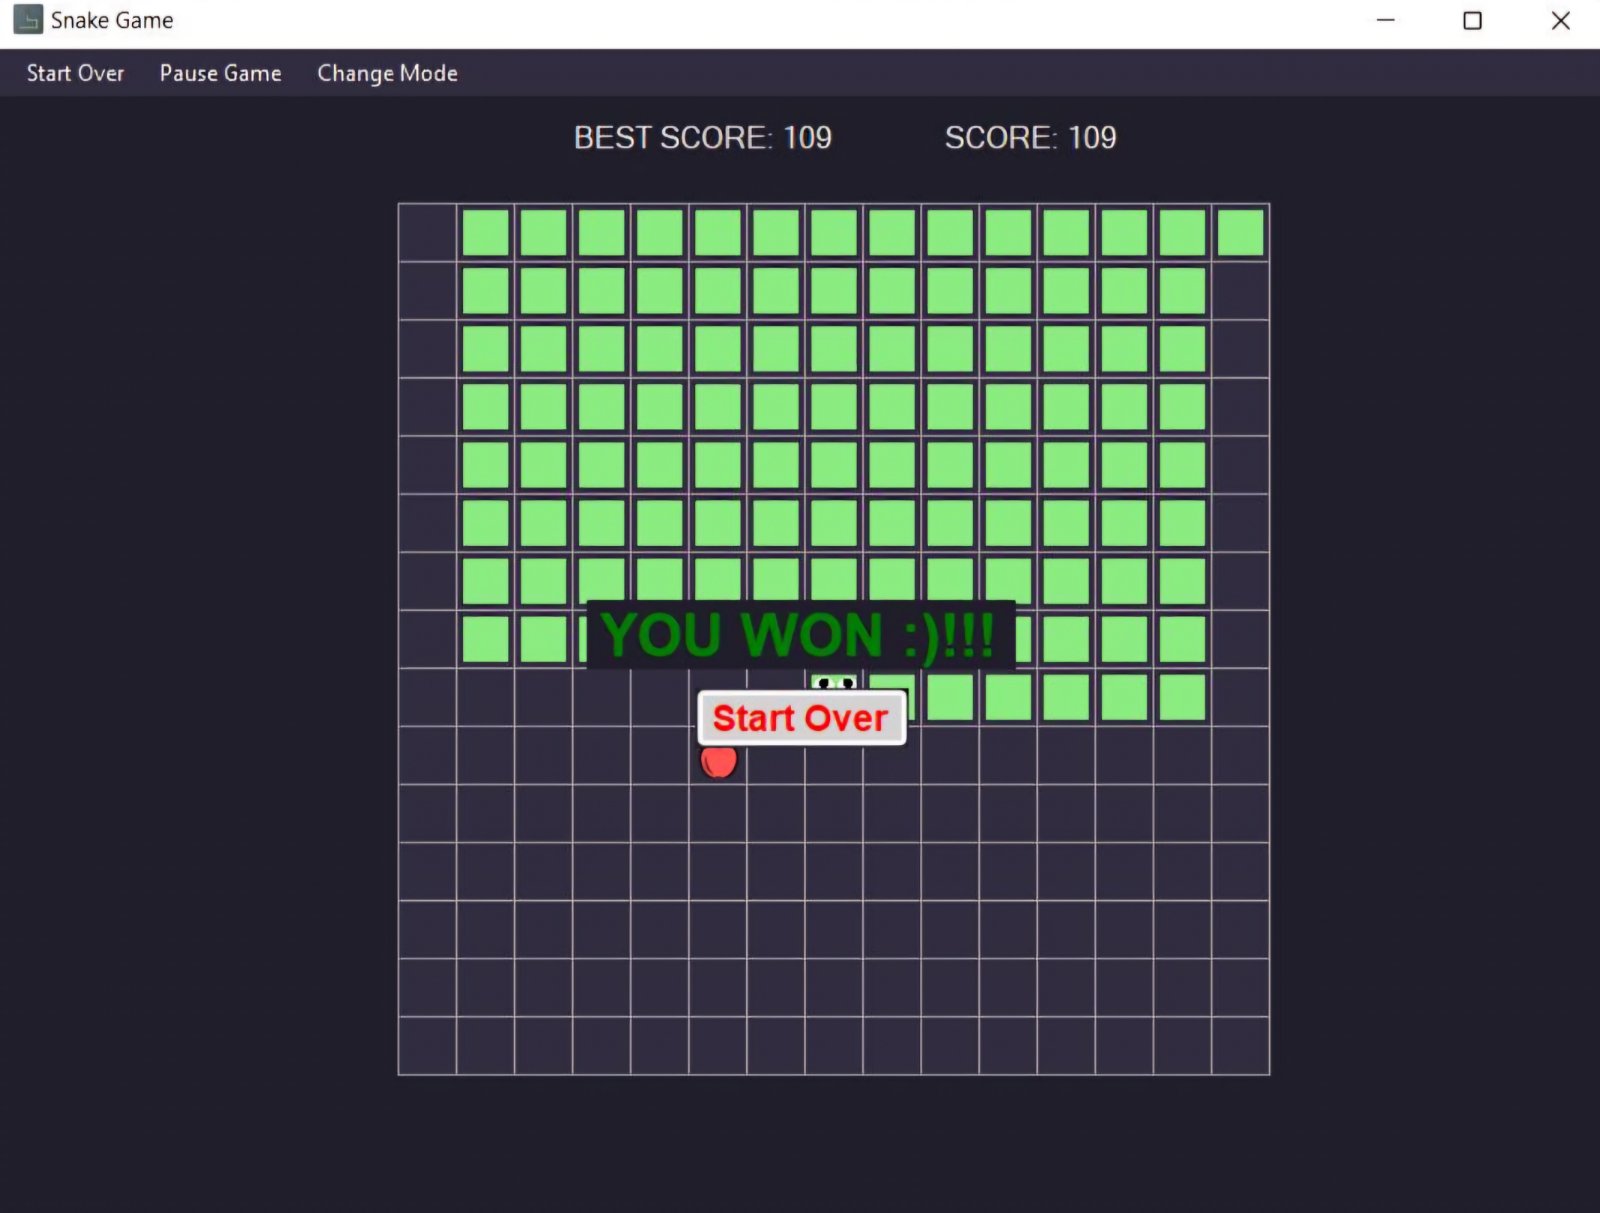 Snake Game
Start Over Pause Game Change Mode
BEST SCORE: 109 SCORE: 109
YOU WON :)!!!
Start Over